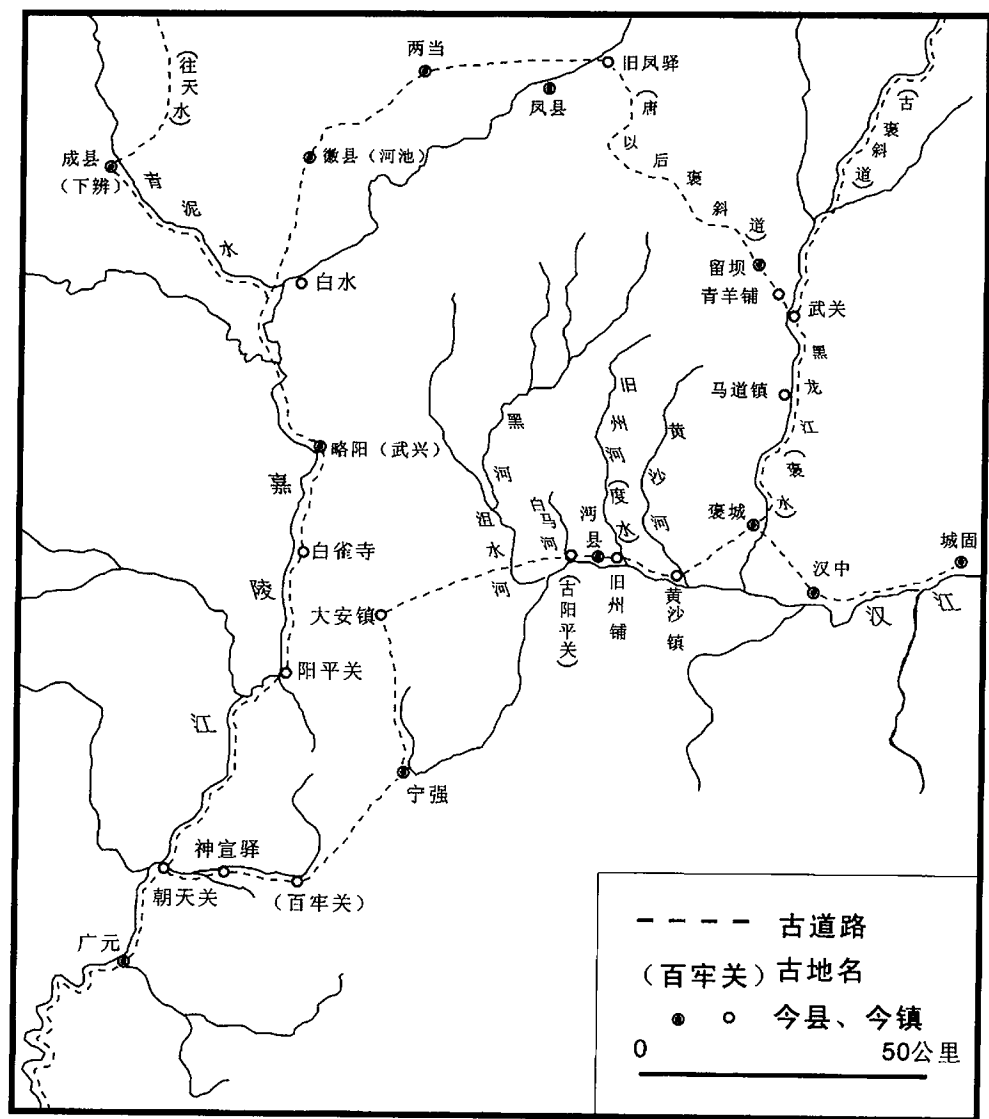 两当
旧凤驿
凤县
（往天水）
成县
（下辨）
徽县（河池）
青泥水
白水
（唐以后褒斜道）
（古褒斜道）
留坝
青羊铺
武关
马道镇
黑龙江（褒水）
褒城
汉中
城固
略阳（武兴）
嘉陵江
白雀寺
大安镇
阳平关
黑河
沮水河
白马河
沔县
旧州河（度水）
黄沙河
（古阳平关）
旧州铺
黄沙镇
汉江
宁强
神宣驿
朝天关
（百牢关）
广元
古道路
（百牢关）古地名
今县、今镇
0 50公里